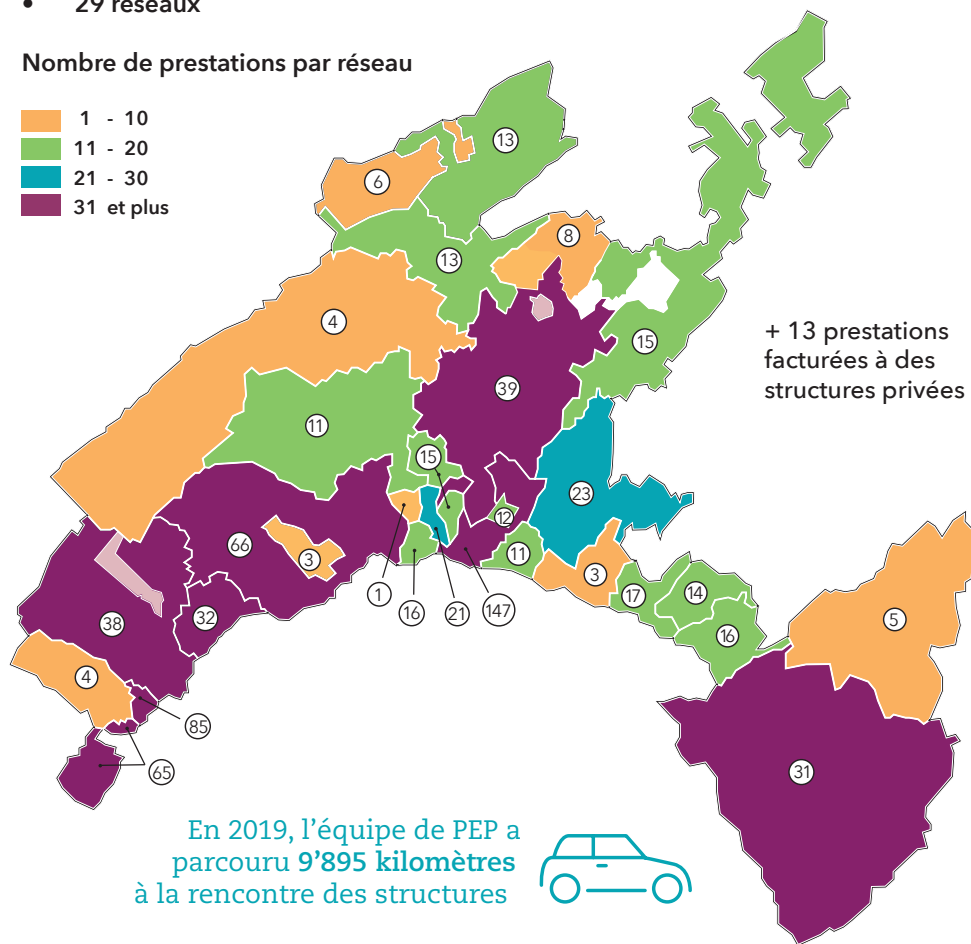 • 29 réseaux
Nombre de prestations par réseau
1 - 10
11 - 20
21 - 30
31 et plus
13
6
8
13
4
15
39
11
15
23
12
66
11
3
3
17
14
1
16
21
147
5
38
32
16
4
85
65
31
+ 13 prestations
facturées à des
structures privées
En 2019, l’équipe de PEP a
parcouru 9’895 kilomètres
à la rencontre des structures